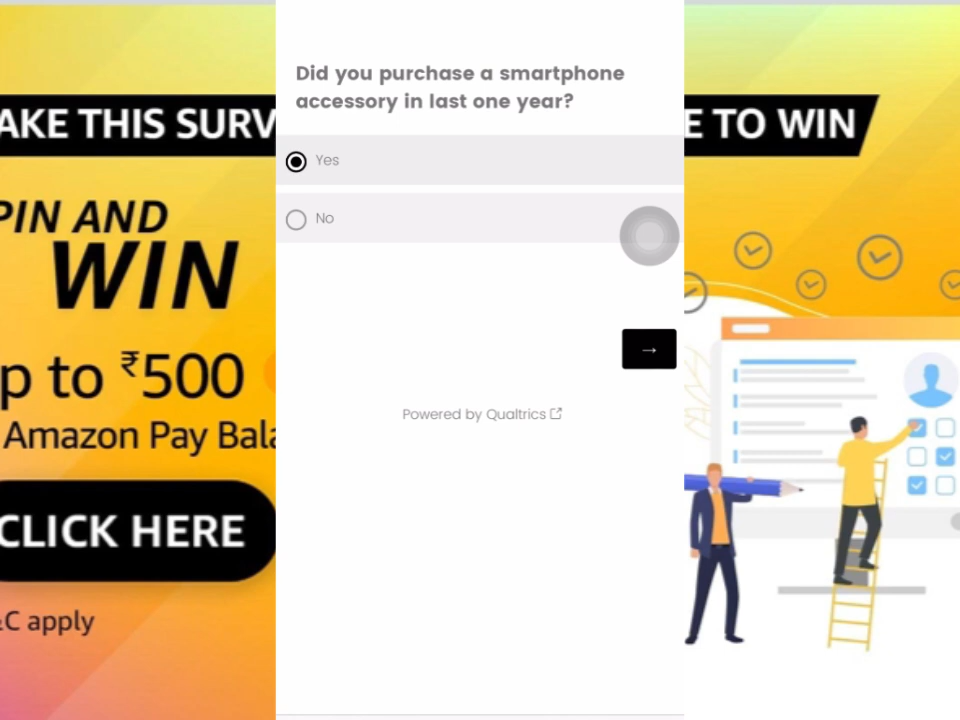 AKE THIS SURV
PIN AND
WIN
p to ₹500
Amazon Pay Bala
CLICK HERE
&C apply
Did you purchase a smartphone
accessory in last one year?
Yes
No
→
Powered by Qualtrics
E TO WIN